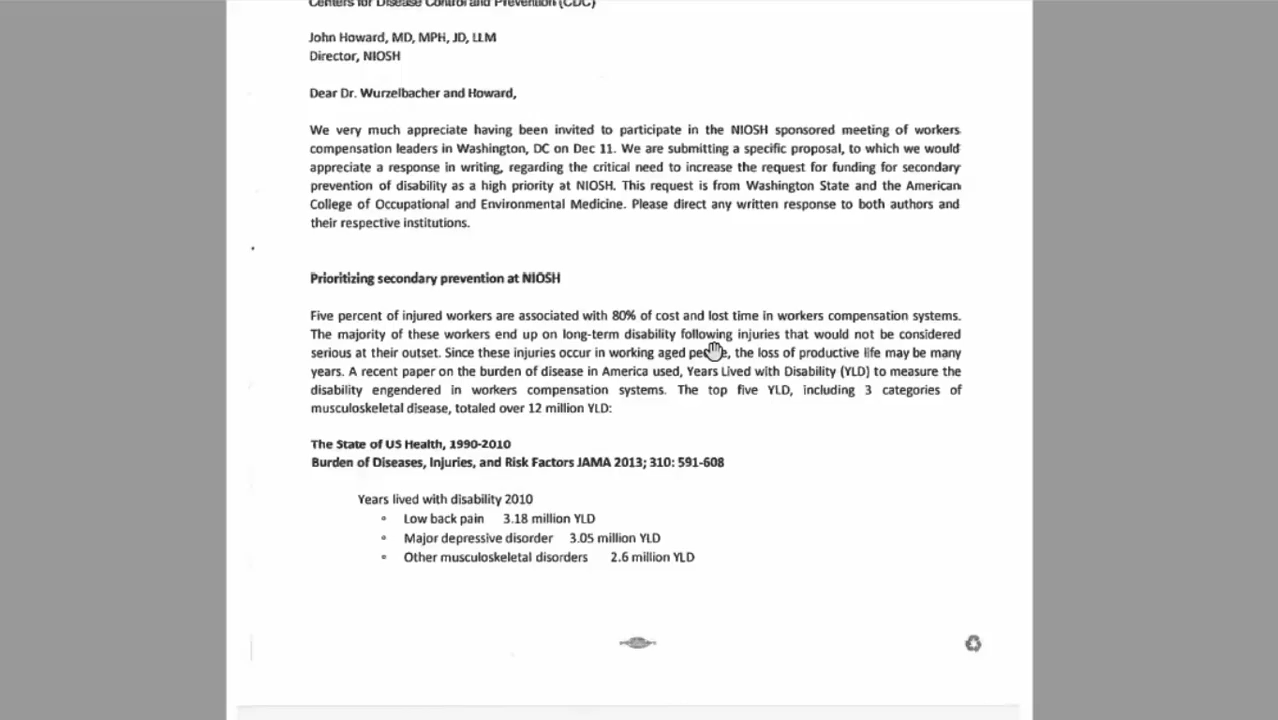 Centers for Disease Control and Prevention (CDC)
John Howard, MD, MPH, JD, LLM
Director, NIOSH
Dear Dr. Wurzelbacher and Howard,
We very much appreciate having been invited to participate in the NIOSH sponsored meeting of workers
compensation leaders in Washington, DC on Dec 11. We are submitting a specific proposal, to which we would
appreciate a response in writing, regarding the critical need to increase the request for funding for secondary
prevention of disability as a high priority at NIOSH. This request is from Washington State and the American
College of Occupational and Environmental Medicine. Please direct any written response to both authors and
their respective institutions.
Prioritizing secondary prevention at NIOSH
Five percent of injured workers are associated with 80% of cost and lost time in workers compensation systems.
The majority of these workers end up on long-term disability following injuries that would not be considered
serious at their outset. Since these injuries occur in working aged people, the loss of productive life may be many
years. A recent paper on the burden of disease in America used, Years Lived with Disability (YLD) to measure the
disability engendered in workers compensation systems. The top five YLD, including 3 categories of
musculoskeletal disease, totaled over 12 million YLD:
The State of US Health, 1990-2010
Burden of Diseases, Injuries, and Risk Factors JAMA 2013; 310: 591-608
Years lived with disability 2010
Low back pain 3.18 million YLD
Major depressive disorder 3.05 million YLD
Other musculoskeletal disorders 2.6 million YLD